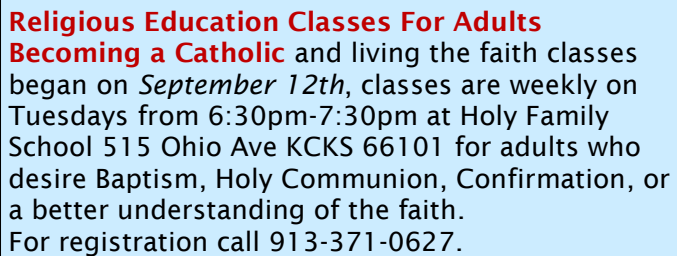 Religious Education Classes For Adults
Becoming a Catholic and living the faith classes
began on September 12th, classes are weekly on
Tuesdays from 6:30pm-7:30pm at Holy Family
School 515 Ohio Ave KCKS 66101 for adults who
desire Baptism, Holy Communion, Confirmation, or
a better understanding of the faith.
For registration call 913-371-0627.